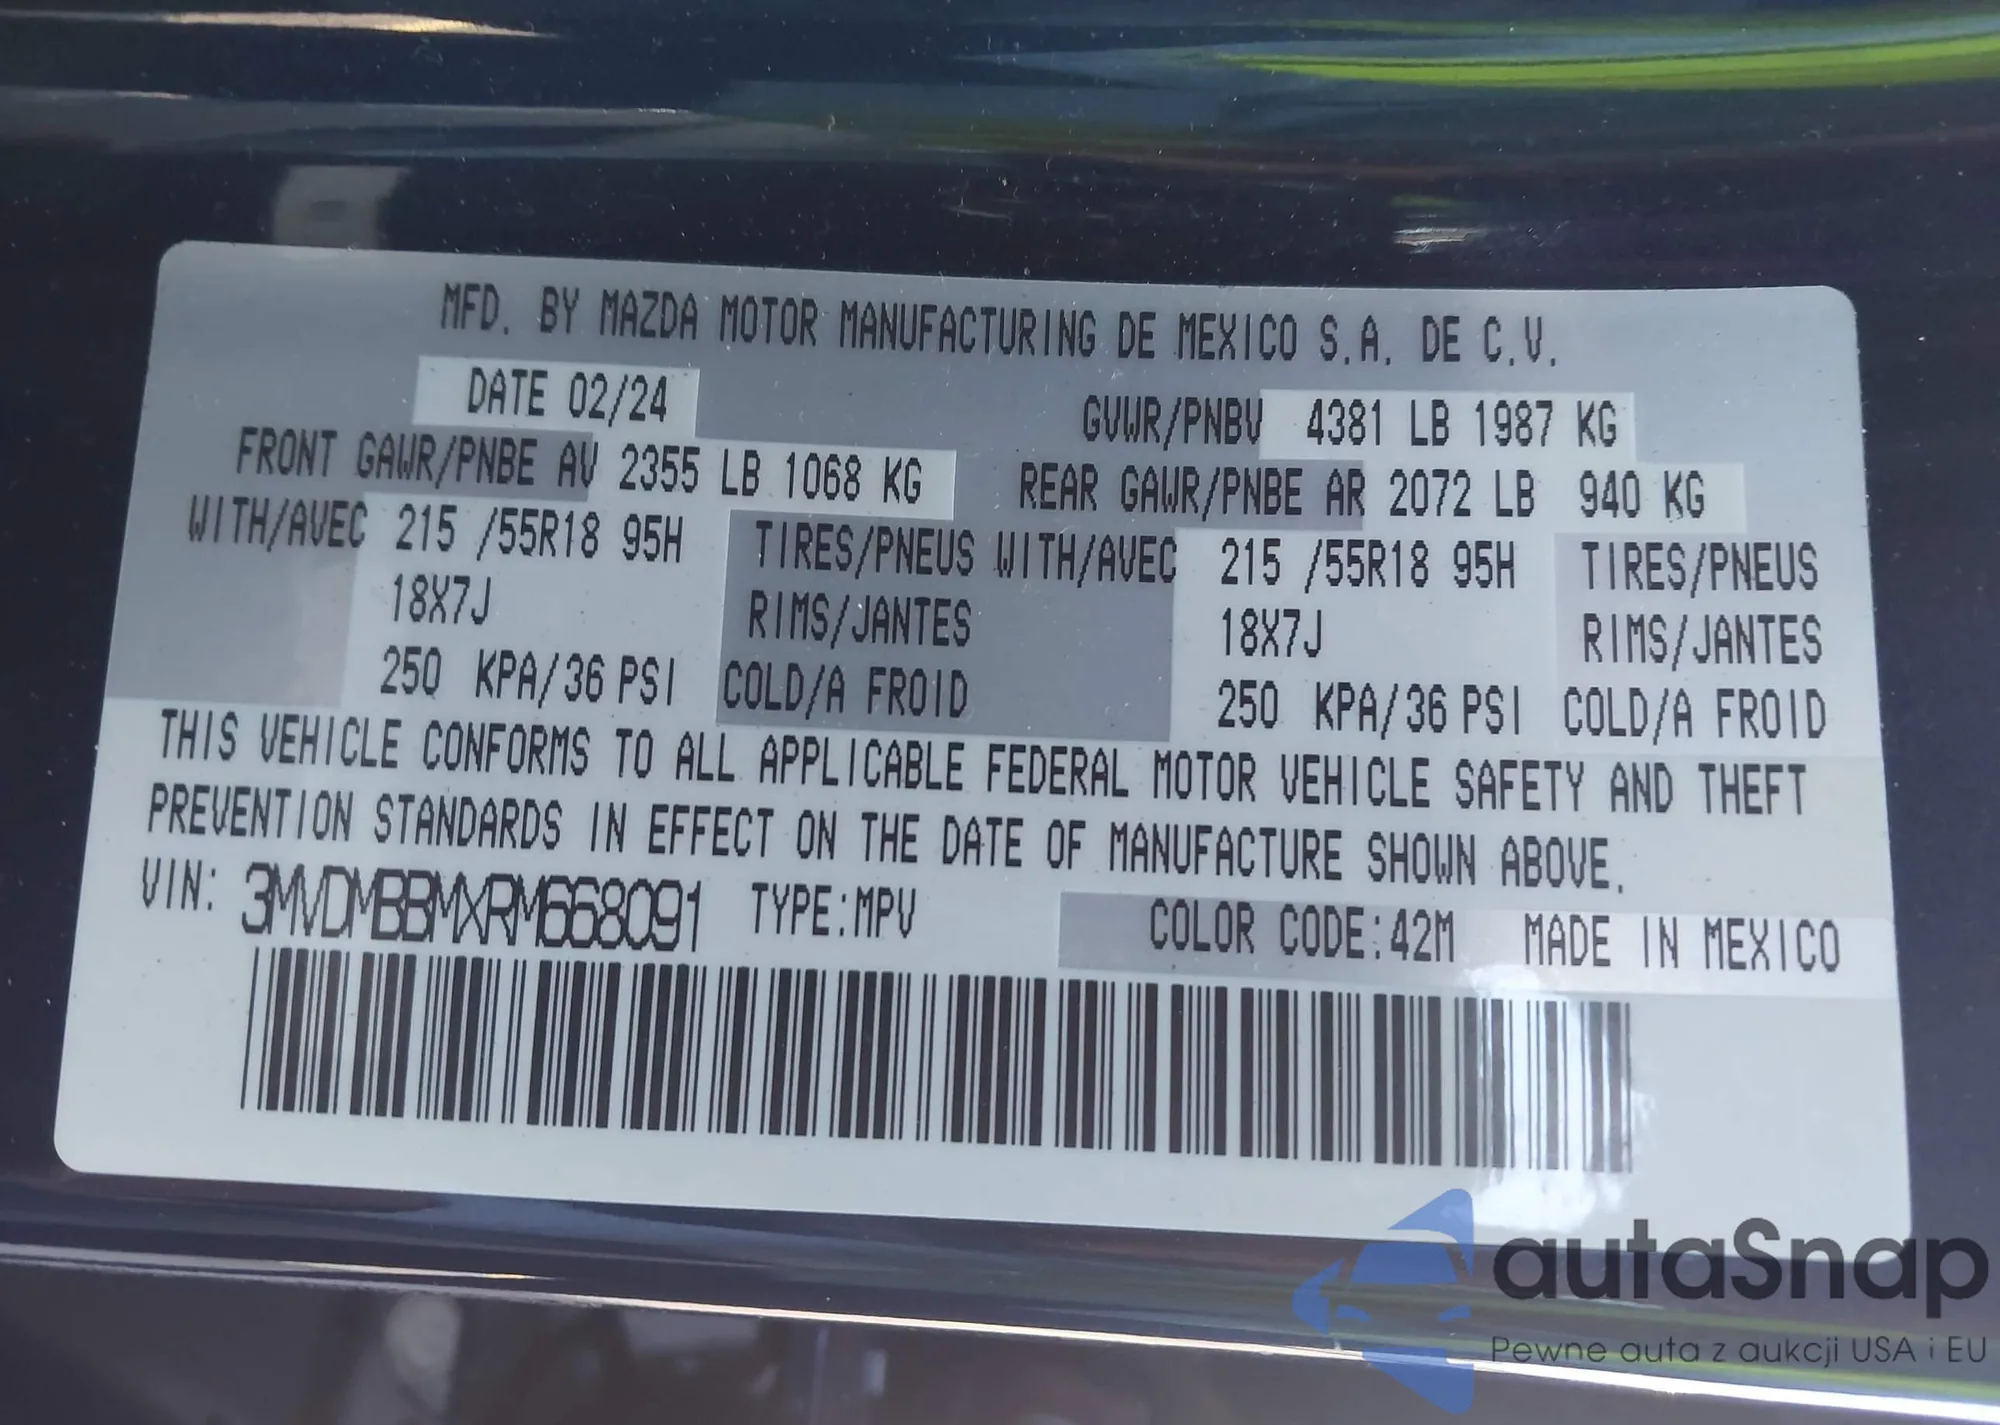 MFD. BY MAZDA MOTOR MANUFACTURING DE MEXICO S.A. DE C.V.
DATE 02/24 GVWR/PNBV 4381 LB 1987 KG
FRONT GAWR/PNBE AV 2355 LB 1068 KG REAR GAWR/PNBE AR 2072 LB 940 KG
WITH/AVEC 215 /55R18 95H TIRES/PNEUS WITH/AVEC 215 /55R18 95H TIRES/PNEUS
18X7J RIMS/JANTES 18X7J RIMS/JANTES
250 KPA/36 PSI COLD/A FROID 250 KPA/36 PSI COLD/A FROID
THIS VEHICLE CONFORMS TO ALL APPLICABLE FEDERAL MOTOR VEHICLE SAFETY AND THEFT
PREVENTION STANDARDS IN EFFECT ON THE DATE OF MANUFACTURE SHOWN ABOVE.
VIN: 3MVDMBBMXRM668091 TYPE:MPV COLOR CODE:42M MADE IN MEXICO
autaSnap
Pewne auta z aukcji USA i EU